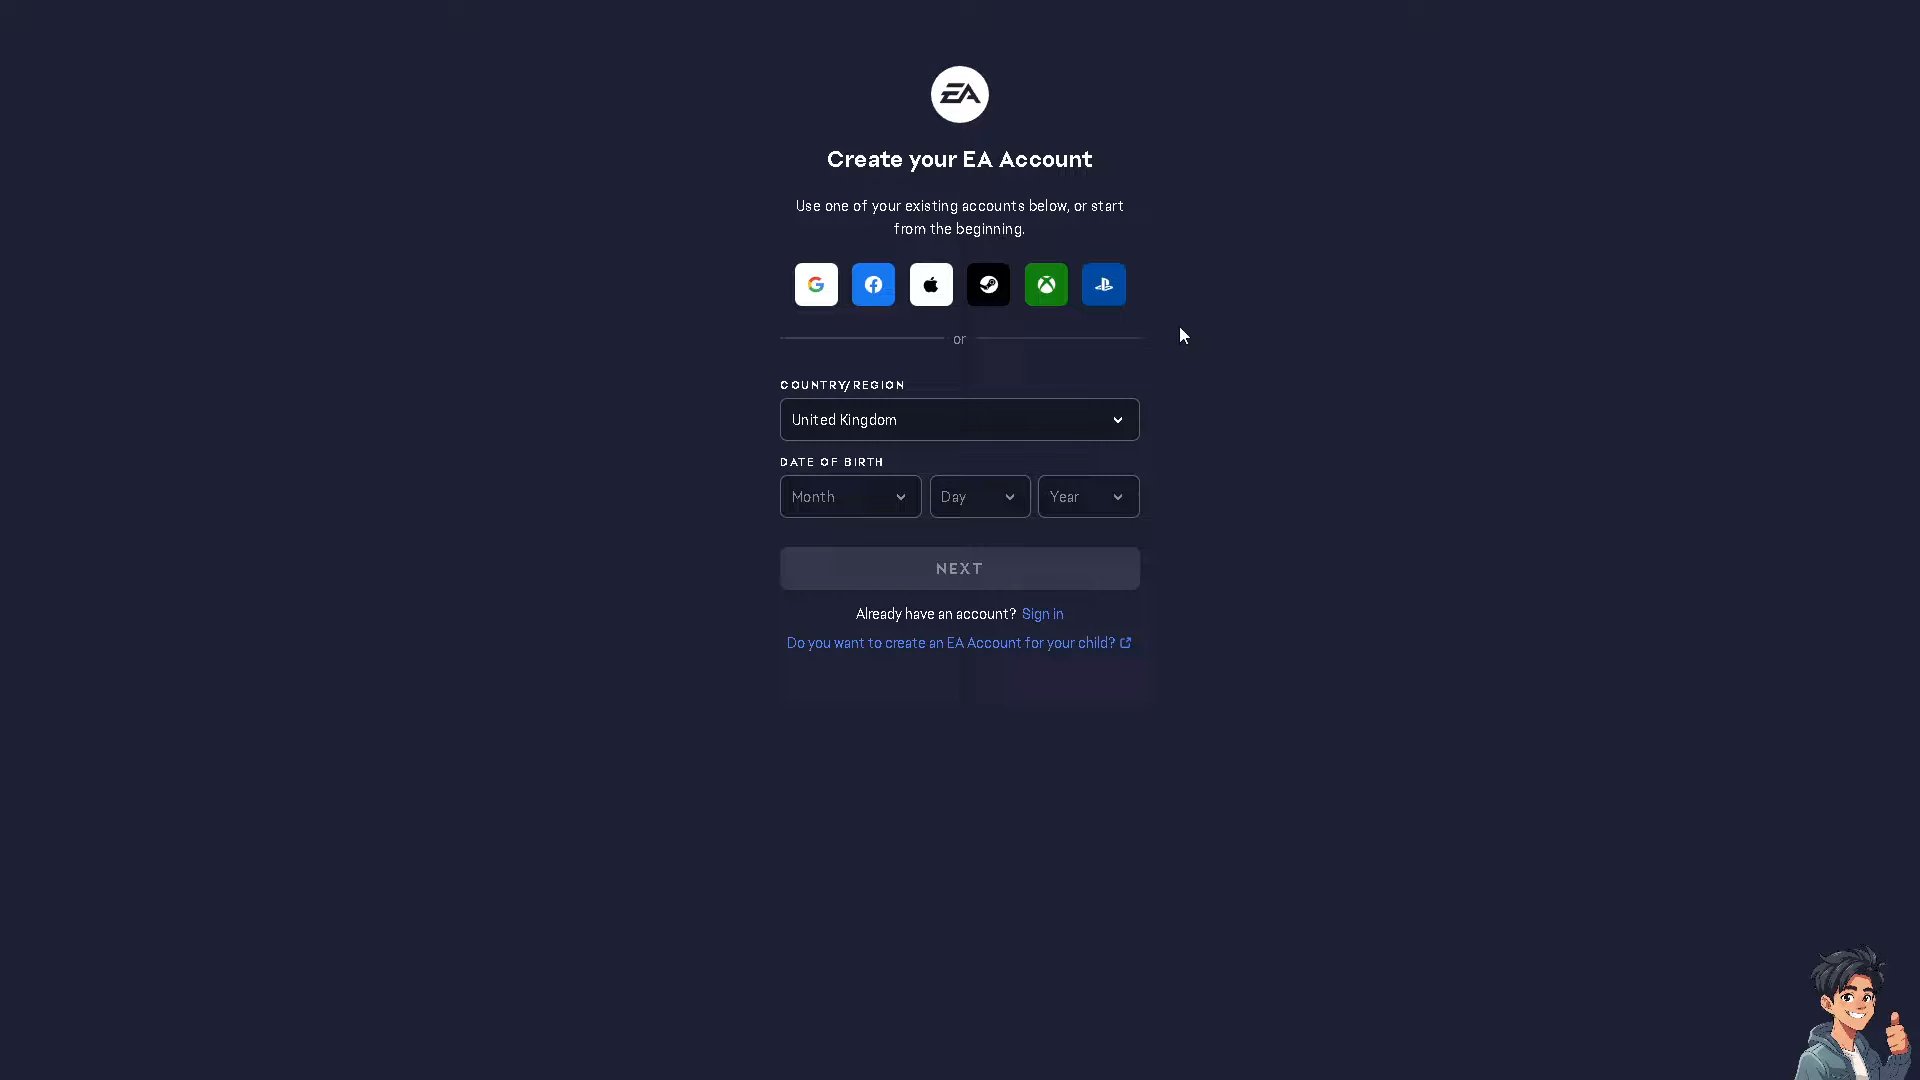 EA
Create your EA Account
Use one of your existing accounts below, or start
from the beginning.
or
COUNTRY/REGION
United Kingdom
DATE OF BIRTH
Month Day Year
NEXT
Already have an account? Sign in
Do you want to create an EA Account for your child?